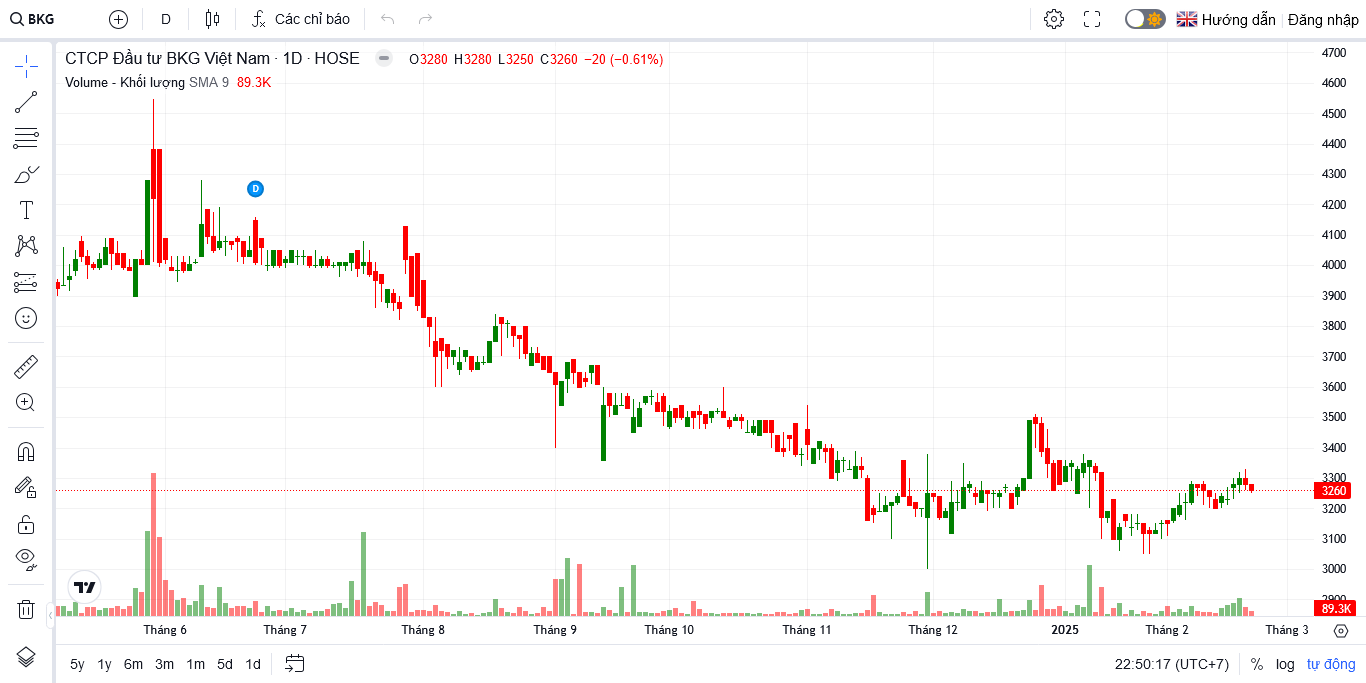 BKG D Các chỉ báo Hướng dẫn Đăng nhập
CTCP Đầu tư BKG Việt Nam · 1D · HOSE O3280 H3280 L3250 C3260 −20 (−0.61%)
Volume - Khối lượng SMA 9 89.3K
D
4700
4600
4500
4400
4300
4200
4100
4000
3900
3800
3700
3600
3500
3400
3300
3260
3200
3100
3000
2900
89.3K
Tháng 6 Tháng 7 Tháng 8 Tháng 9 Tháng 10 Tháng 11 Tháng 12 2025 Tháng 2 Tháng 3
5y 1y 6m 3m 1m 5d 1d 22:50:17 (UTC+7) % log tự động